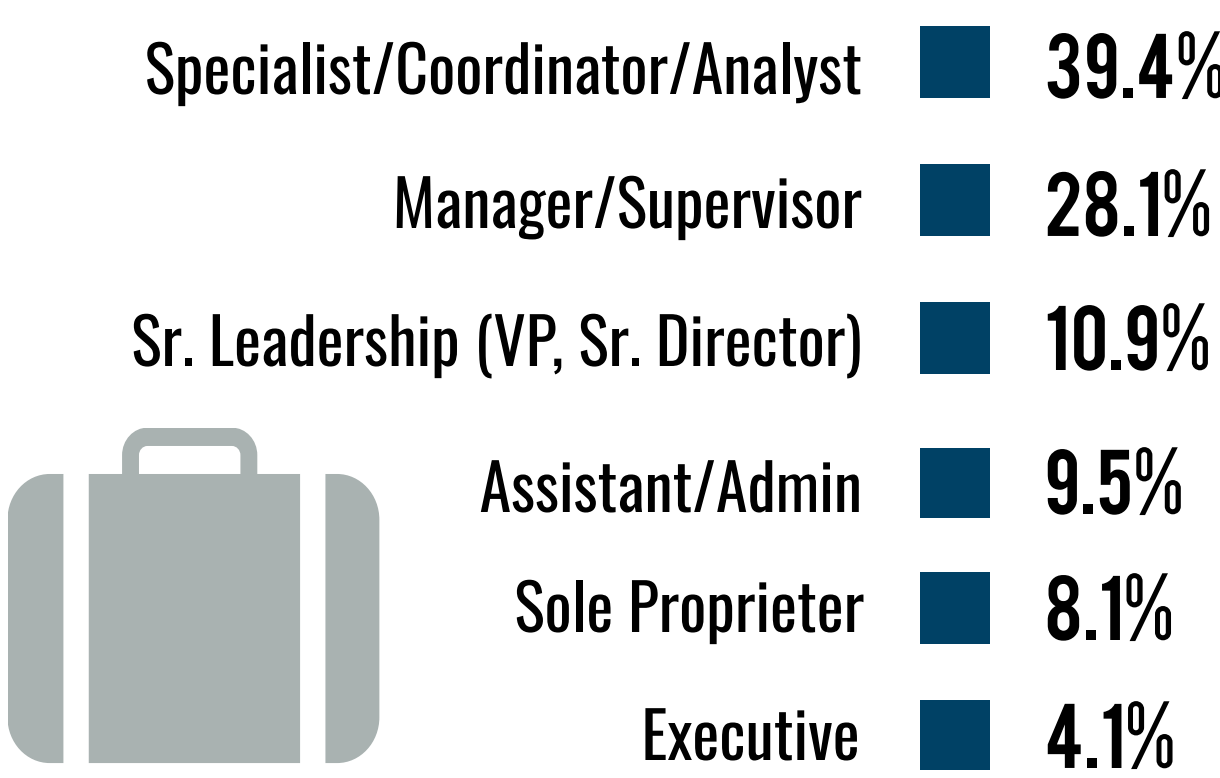 Specialist/Coordinator/Analyst 39.4%
Manager/Supervisor 28.1%
Sr. Leadership (VP, Sr. Director) 10.9%
Assistant/Admin 9.5%
Sole Proprieter 8.1%
Executive 4.1%